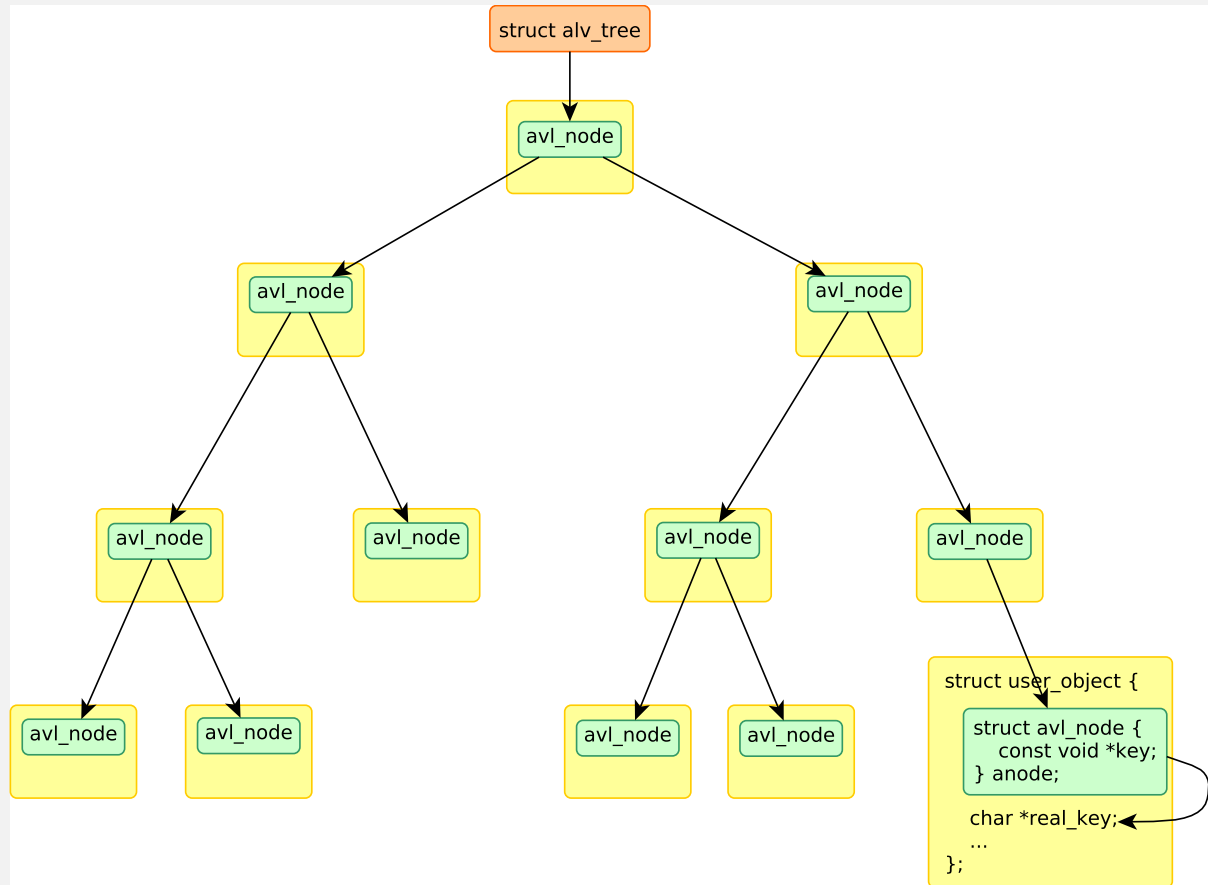 struct alv_tree
avl_node
avl_node
avl_node
avl_node
avl_node
avl_node
avl_node
avl_node
avl_node
avl_node
avl_node
struct user_object {
struct avl_node {
const void *key;
} anode;
char *real_key;
...
};